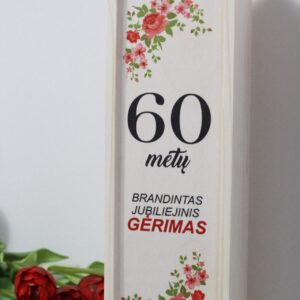 60
metų
BRANDINTAS
JUBILIEJINIS
GĖRIMAS